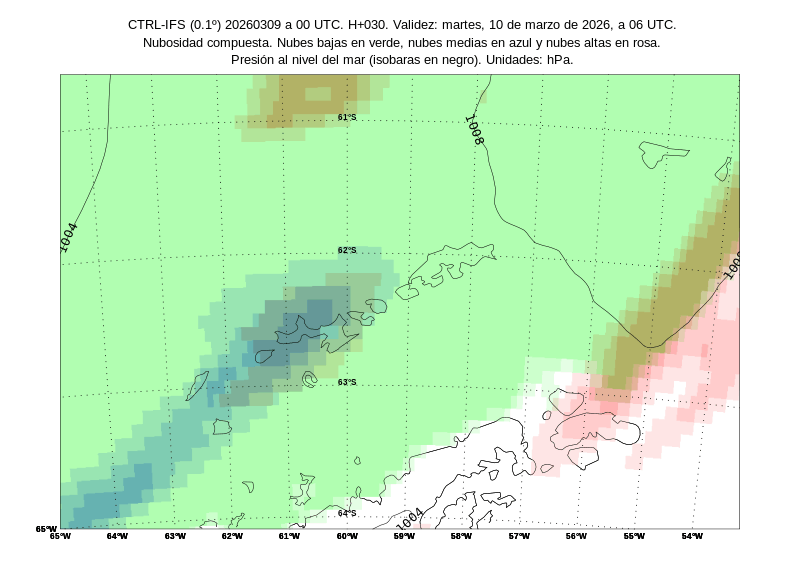 CTRL-IFS (0.1º) 20260309 a 00 UTC. H+030. Validez: martes, 10 de marzo de 2026, a 06 UTC.
Nubosidad compuesta. Nubes bajas en verde, nubes medias en azul y nubes altas en rosa.
Presión al nivel del mar (isobaras en negro). Unidades: hPa.
61°S
1008
1004
62°S
63°S
64°S
1004
65°W
65°W 64°W 63°W 62°W 61°W 60°W 59°W 58°W 57°W 56°W 55°W 54°W